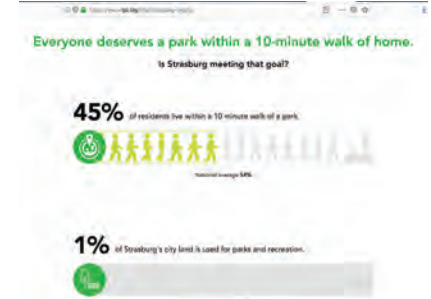 Everyone deserves a park within a 10-minute walk of home.
Is Strasburg meeting that goal?
45% of residents live within a 10 minute walk of a park.
National average 54%
1% of Strasburg's city land is used for parks and recreation.